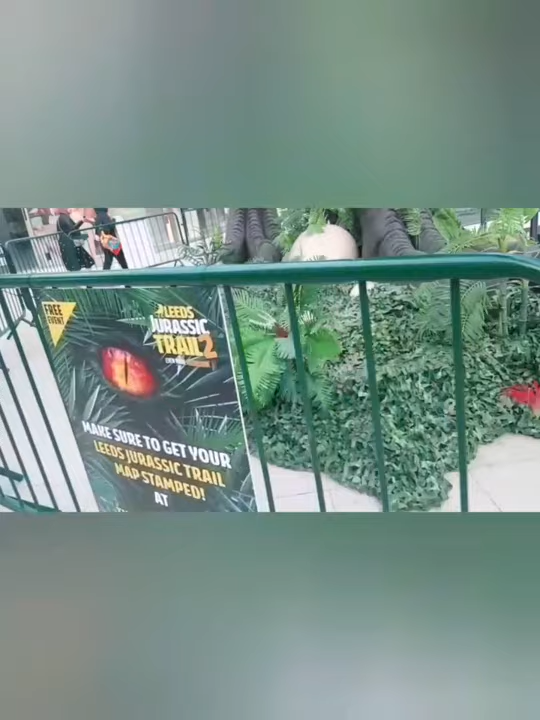 FREE
EVENT
#LEEDS
JURASSIC
TRAIL2
MAKE SURE TO GET YOUR
LEEDS JURASSIC TRAIL
MAP STAMPED!
AT